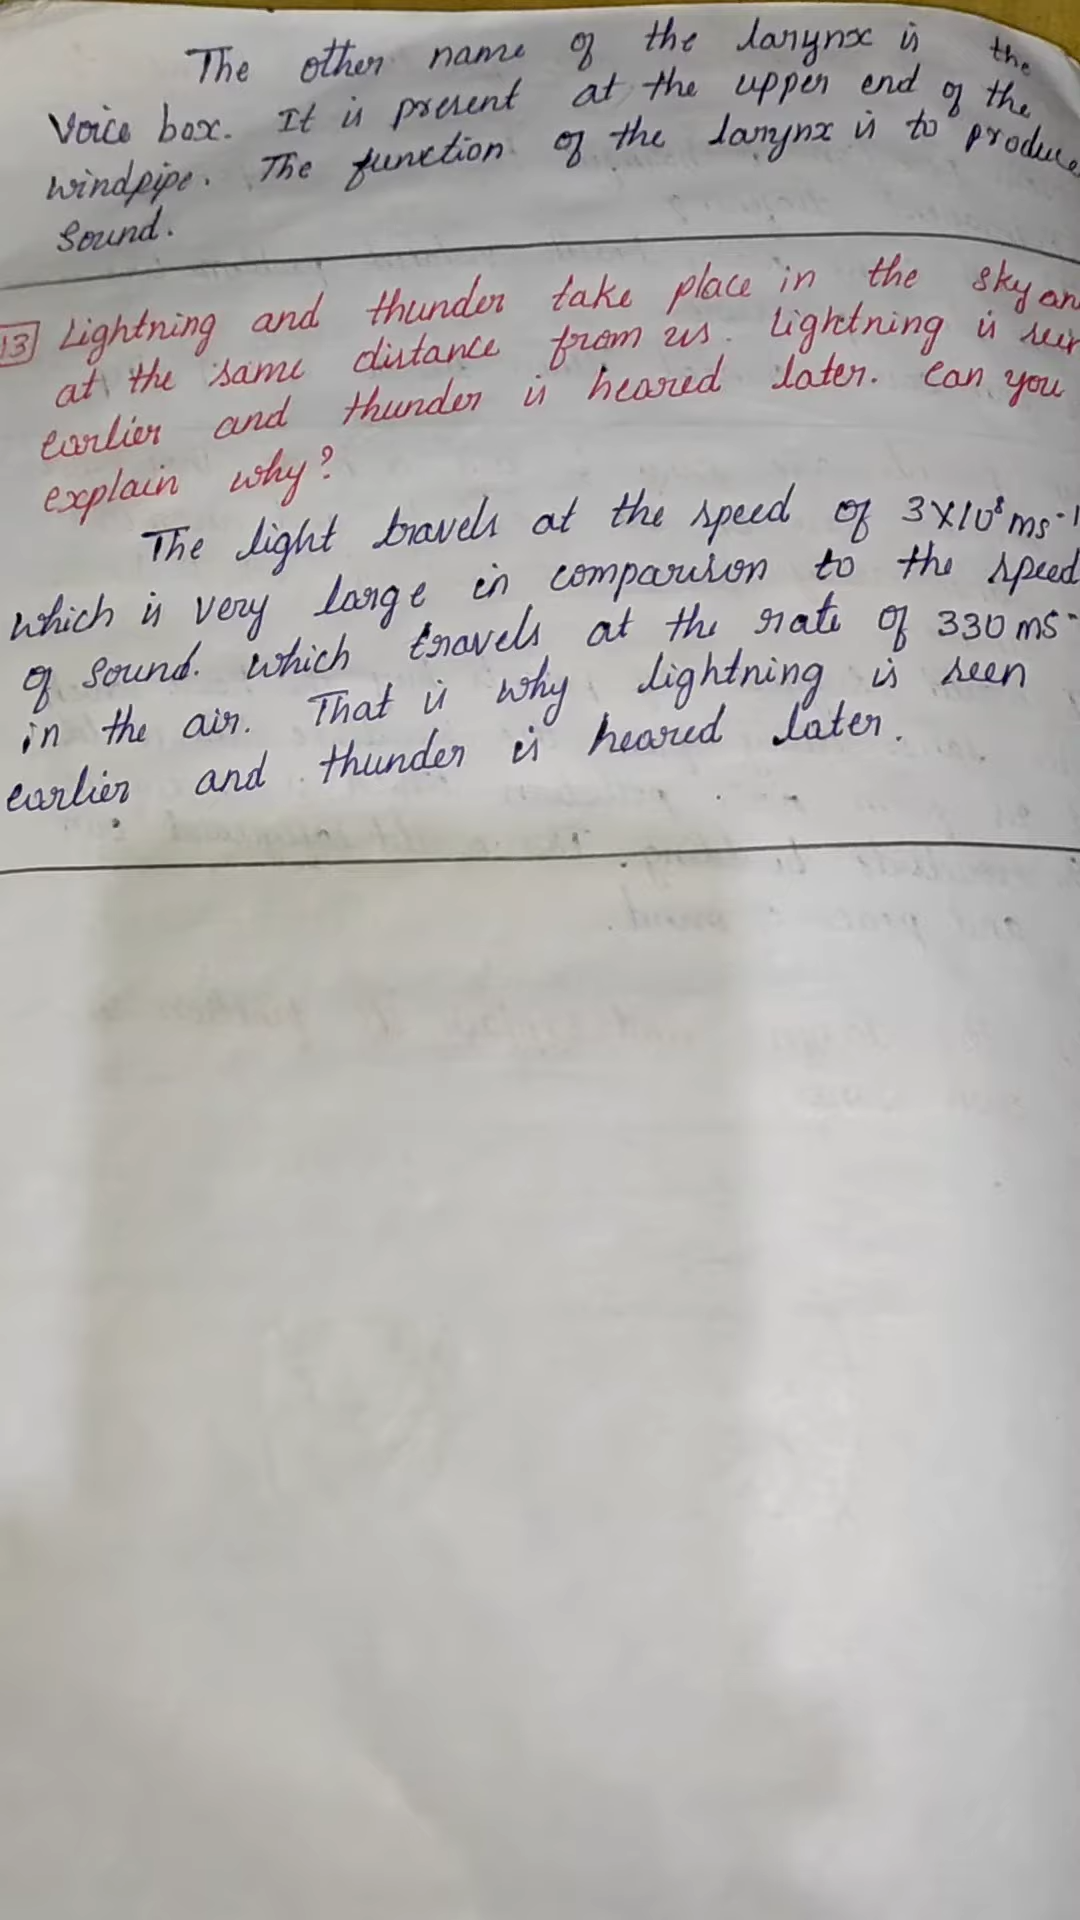 The other name of the larynx is the
Voice box. It is present at the upper end of the
windpipe. The function of the larynx is to produce
Sound.
13 Lightning and thunder take place in the sky an
at the same distance from us. Lightning is seen
earlier and thunder is heared later. Can you
explain why?
The light travels at the speed of 3×10⁸ ms⁻¹
which is very large in comparison to the speed
of sound. which travels at the rate of 330 ms⁻
in the air. That is why lightning is seen
earlier and thunder is heared later.